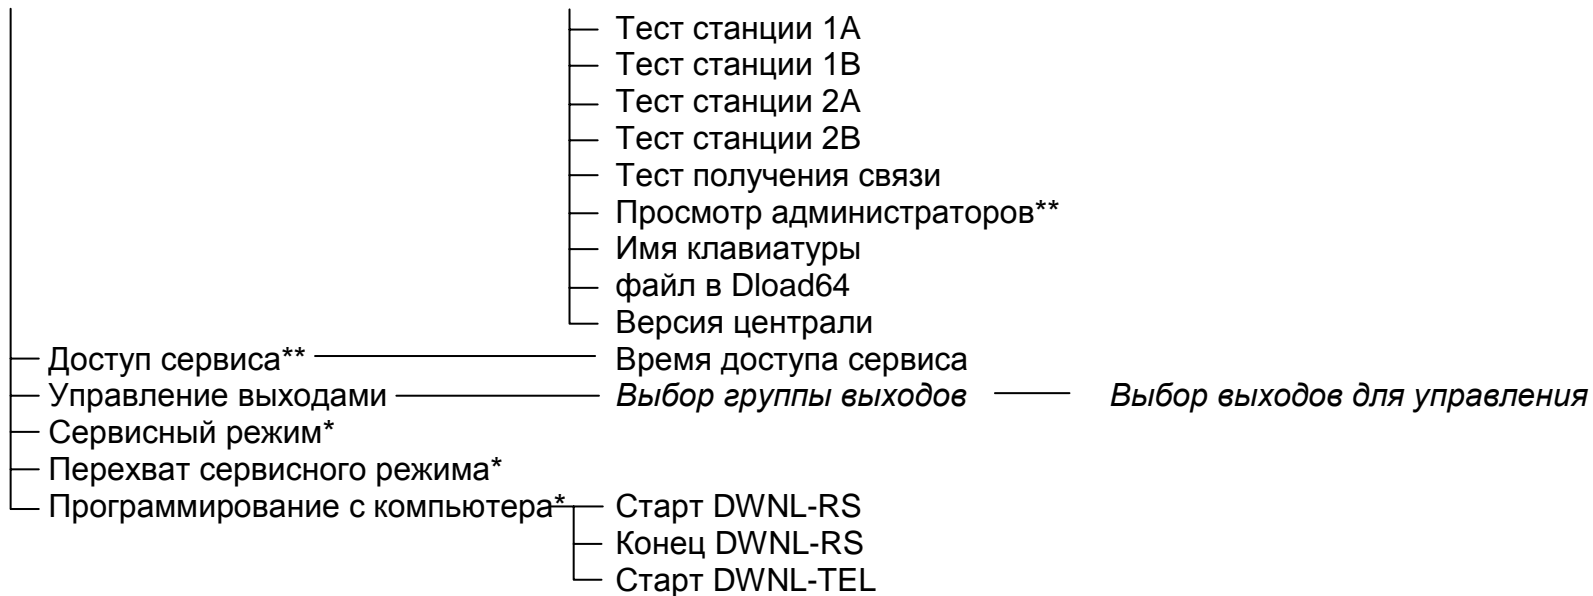 Тест станции 1A
Тест станции 1B
Тест станции 2A
Тест станции 2B
Тест получения связи
Просмотр администраторов**
Имя клавиатуры
файл в Dload64
Версия централи
Доступ сервиса** Время доступа сервиса
Управление выходами Выбор группы выходов Выбор выходов для управления
Сервисный режим*
Перехват сервисного режима*
Программирование с компьютера* Старт DWNL-RS
Конец DWNL-RS
Старт DWNL-TEL